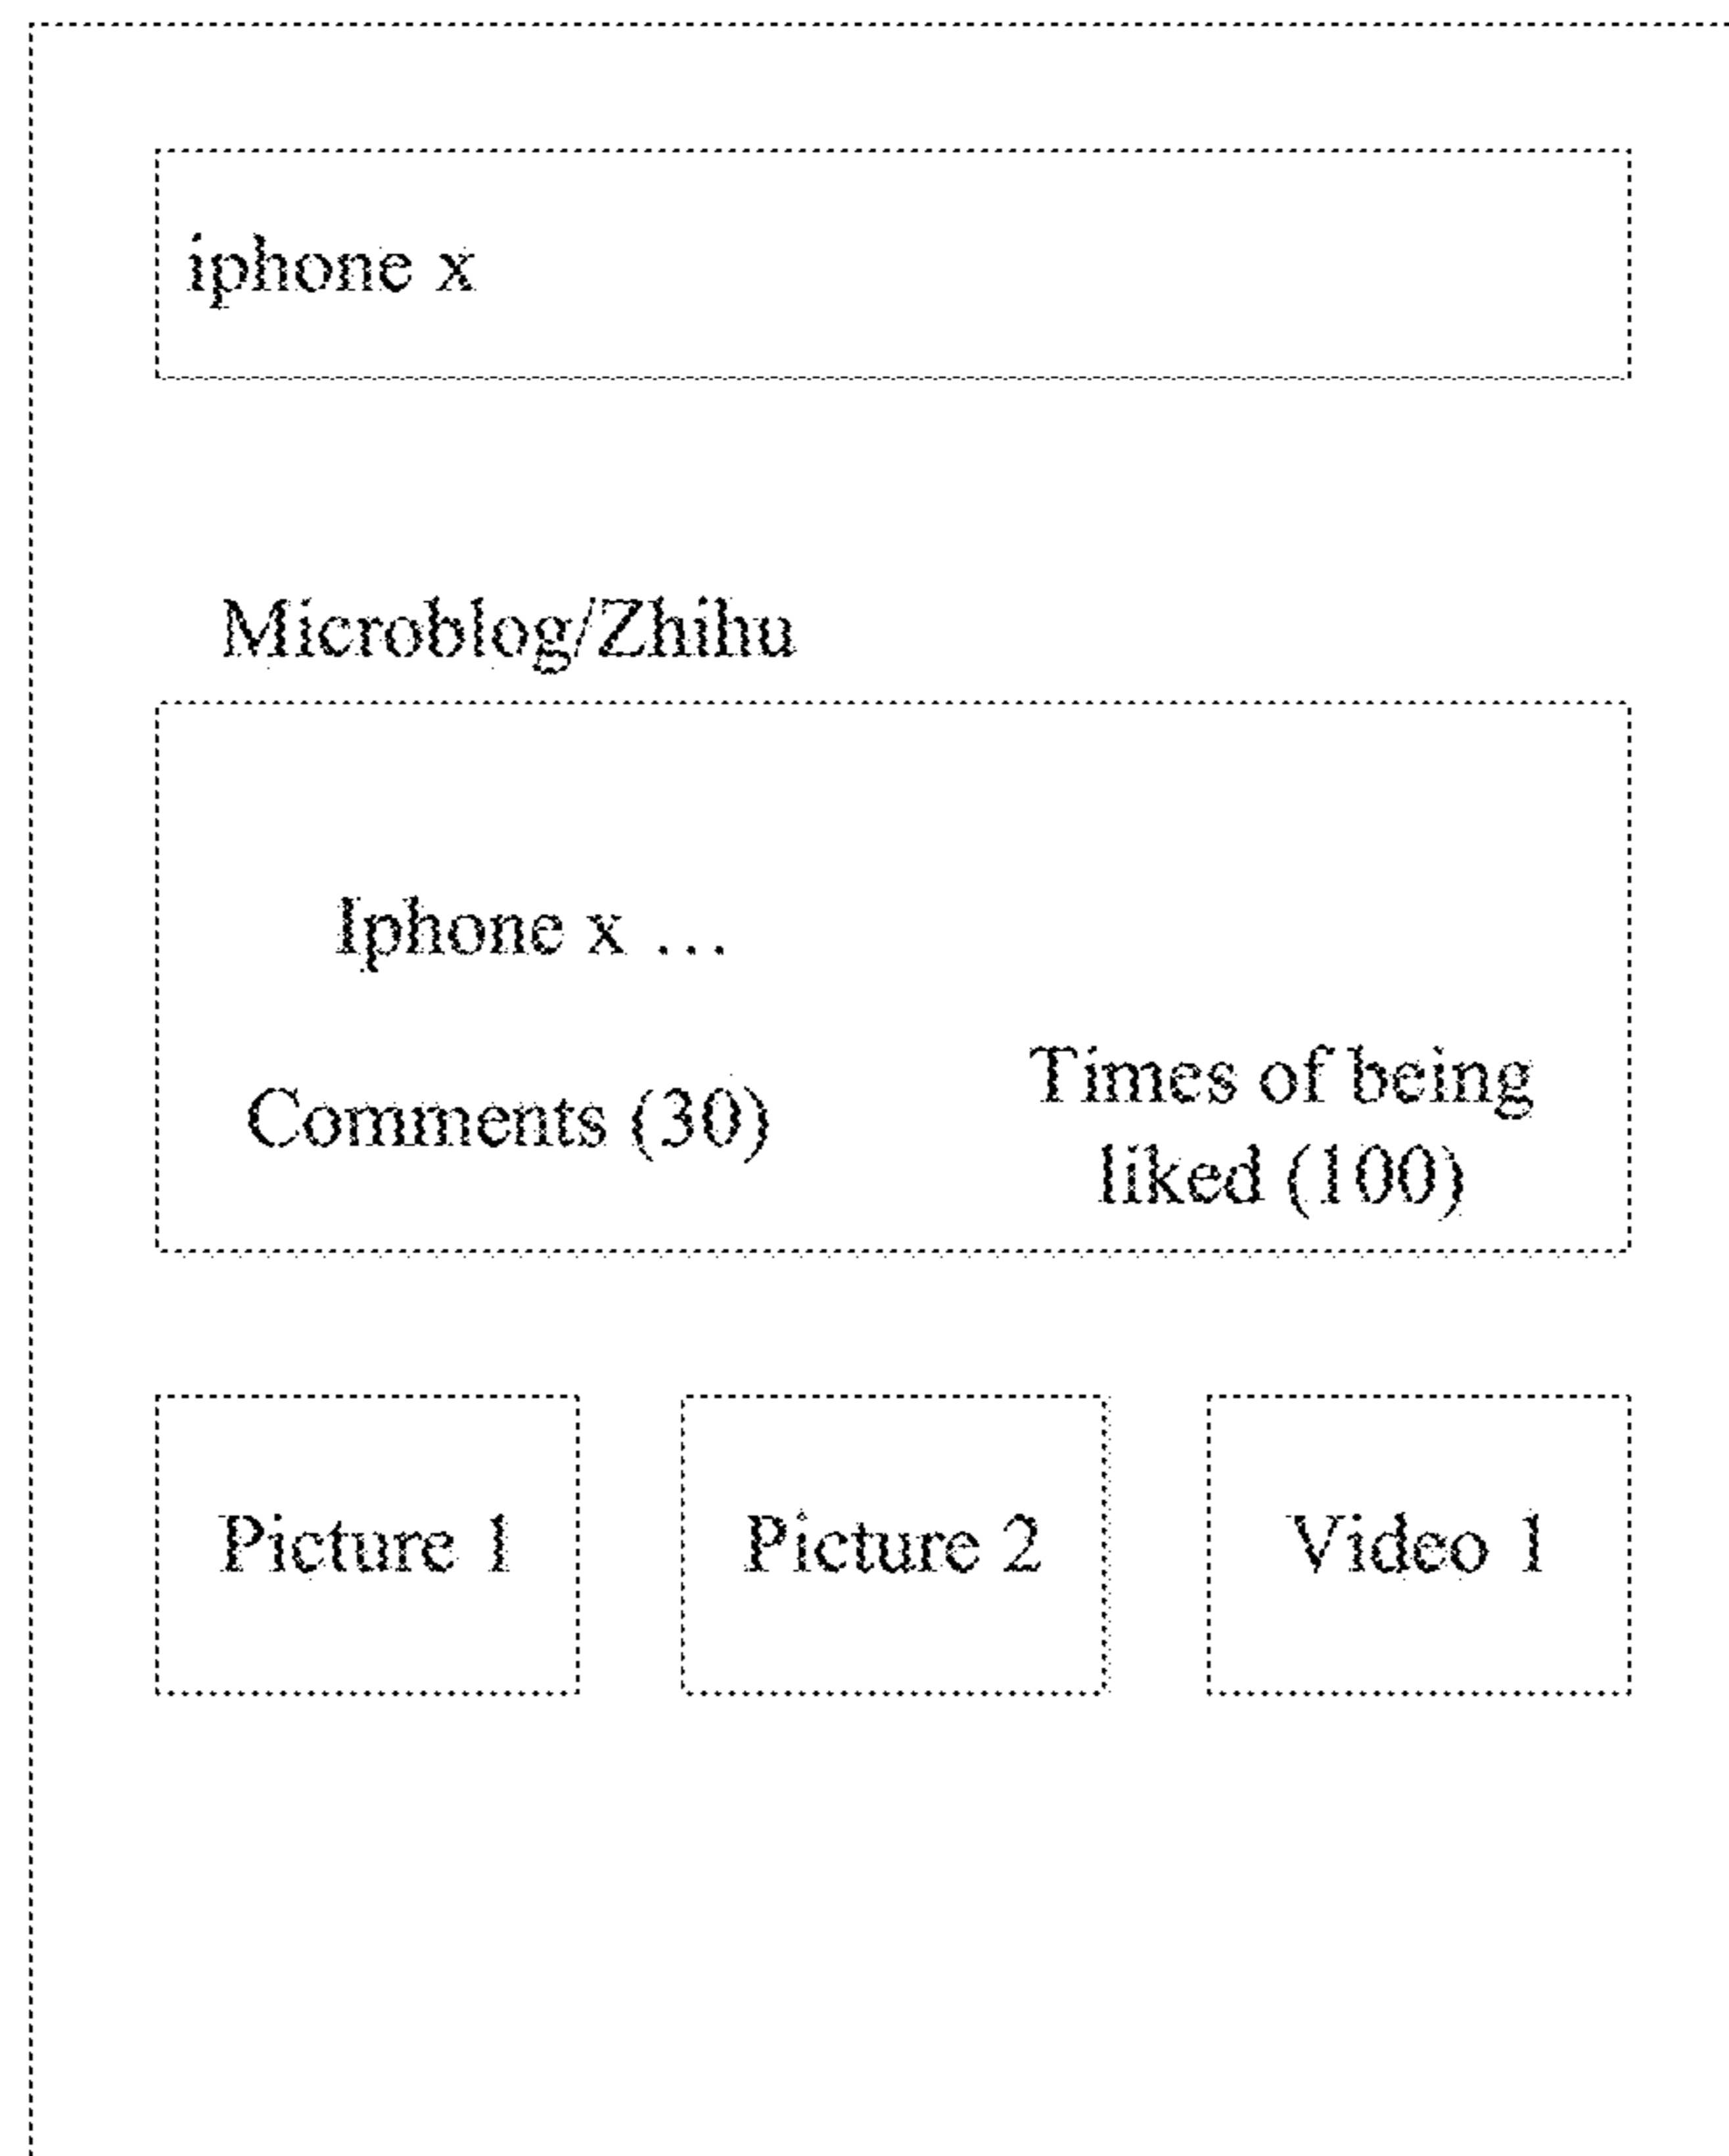 iphone x
Microblog/Zhihu
Iphone x …
Comments (30)
Times of being
liked (100)
Picture 1
Picture 2
Video 1